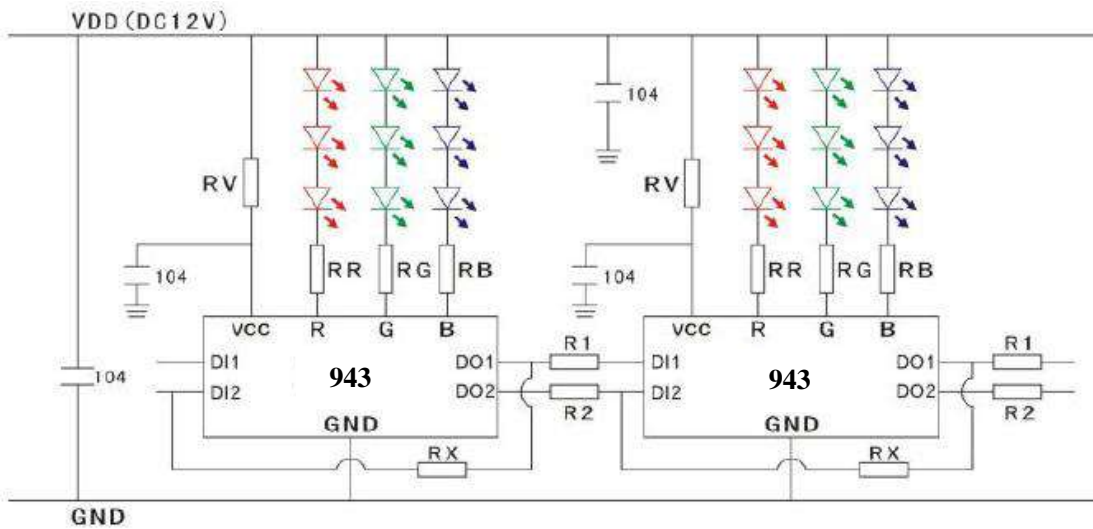 VDD (DC12V)
104
RV
RV
104
RR
RG
RB
RR
RG
RB
104
104
VCC
R
G
B
VCC
R
G
B
R1
R1
DI1
943
DO1
DI1
943
DO1
104
DI2
DO2
DI2
DO2
R2
R2
GND
GND
RX
RX
GND